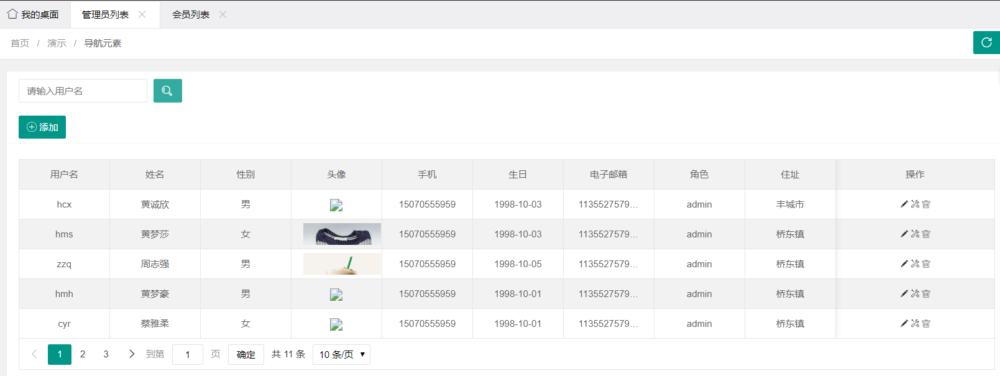 我的桌面 管理员列表 会员列表
首页 / 演示 / 导航元素
请输入用户名
添加
用户名 姓名 性别 头像 手机 生日 电子邮箱 角色 住址 操作
hcx 黄诚欣 男 15070555959 1998-10-03 1135527579... admin 丰城市
hms 黄梦莎 女 15070555959 1998-10-03 1135527579... admin 桥东镇
zzq 周志强 男 15070555959 1998-10-05 1135527579... admin 桥东镇
hmh 黄梦豪 男 15070555959 1998-10-01 1135527579... admin 桥东镇
cyr 蔡雅柔 女 15070555959 1998-10-01 1135527579... admin 桥东镇
1 2 3 到第 1 页 确定 共 11 条 10 条/页